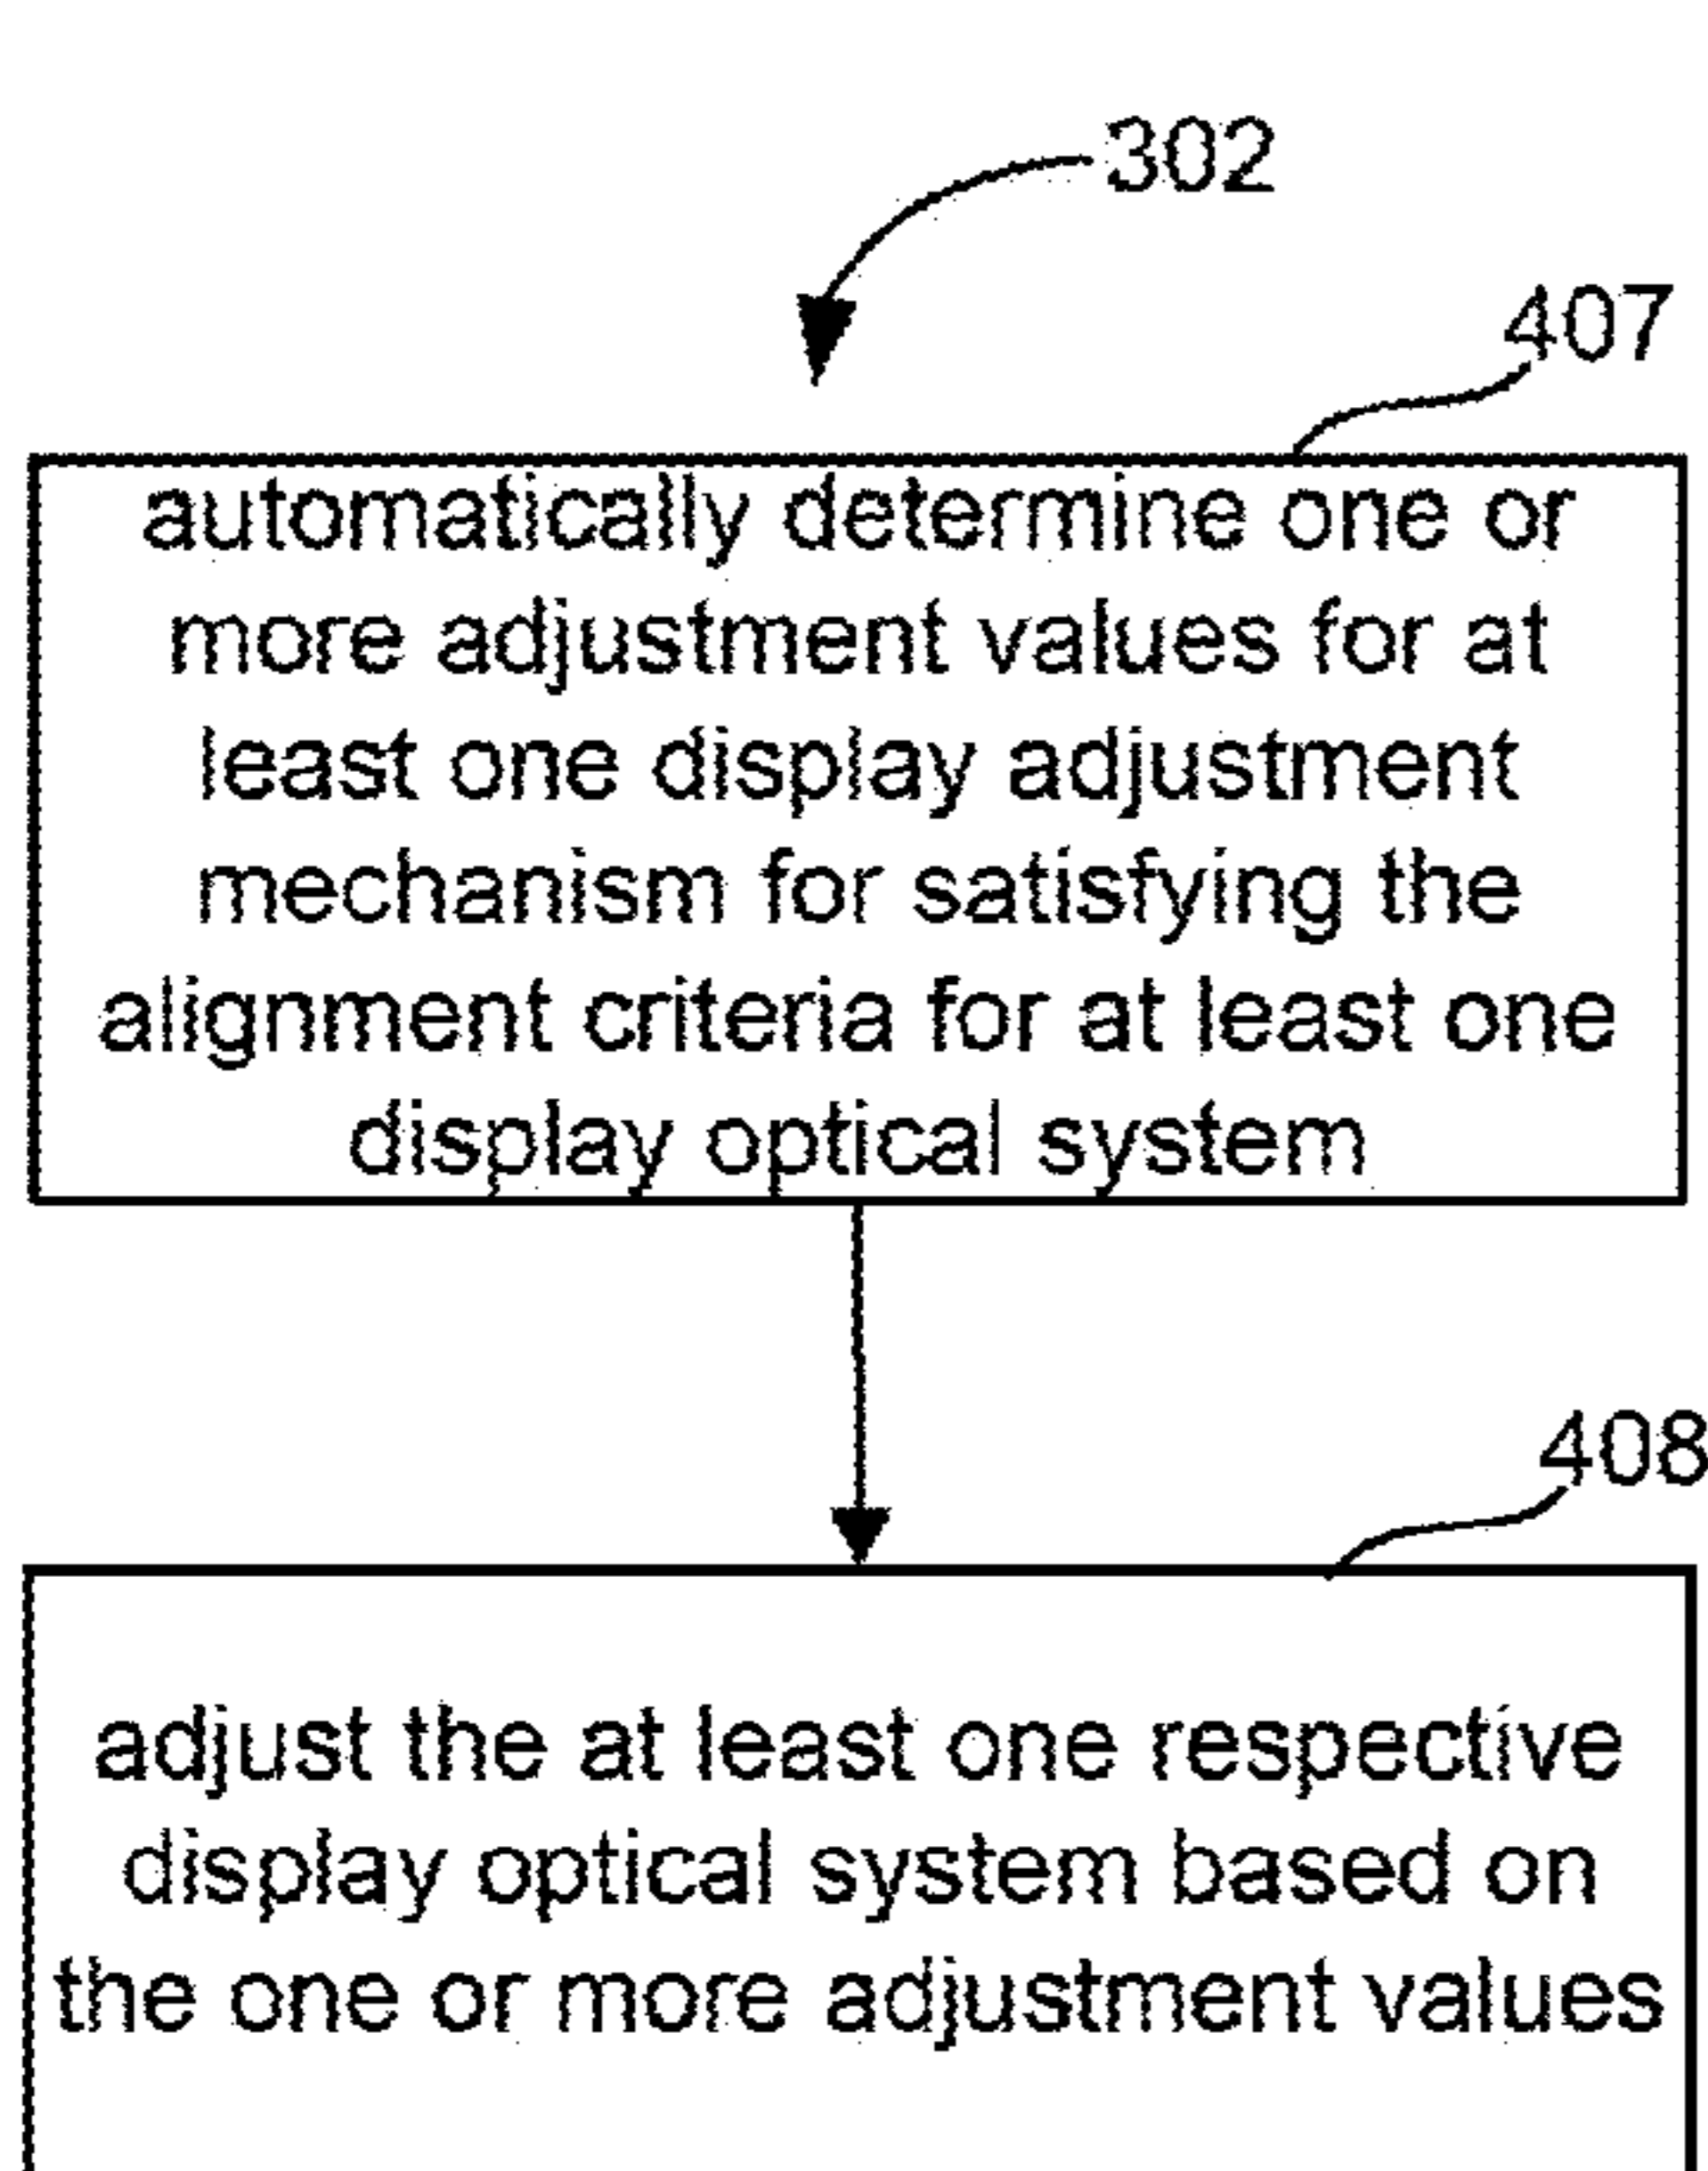 302
407
automatically determine one or
more adjustment values for at
least one display adjustment
mechanism for satisfying the
alignment criteria for at least one
display optical system
408
adjust the at least one respective
display optical system based on
the one or more adjustment values